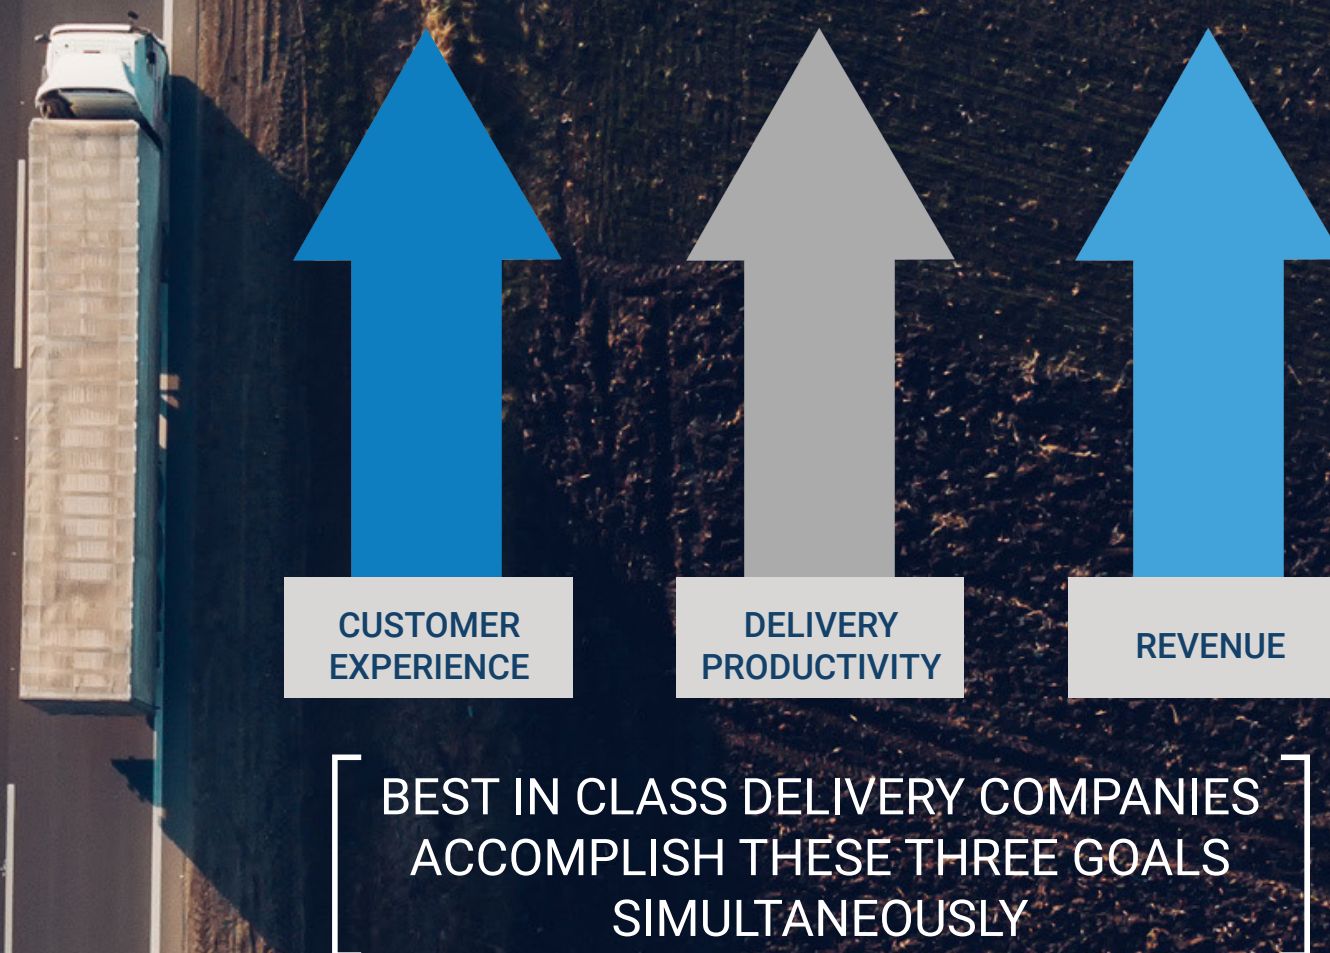 CUSTOMER
EXPERIENCE
DELIVERY
PRODUCTIVITY
REVENUE
BEST IN CLASS DELIVERY COMPANIES
ACCOMPLISH THESE THREE GOALS
SIMULTANEOUSLY